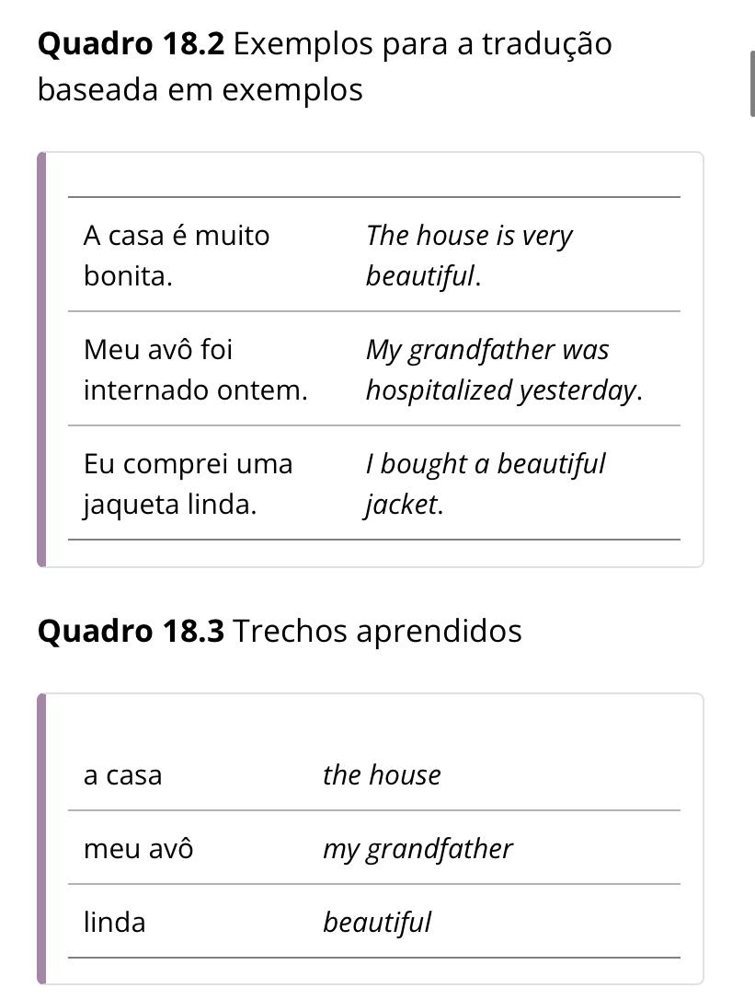 Quadro 18.2 Exemplos para a tradução
baseada em exemplos
A casa é muito
bonita.
The house is very
beautiful.
Meu avô foi
internado ontem.
My grandfather was
hospitalized yesterday.
Eu comprei uma
jaqueta linda.
I bought a beautiful
jacket.
Quadro 18.3 Trechos aprendidos
a casa
the house
meu avô
my grandfather
linda
beautiful